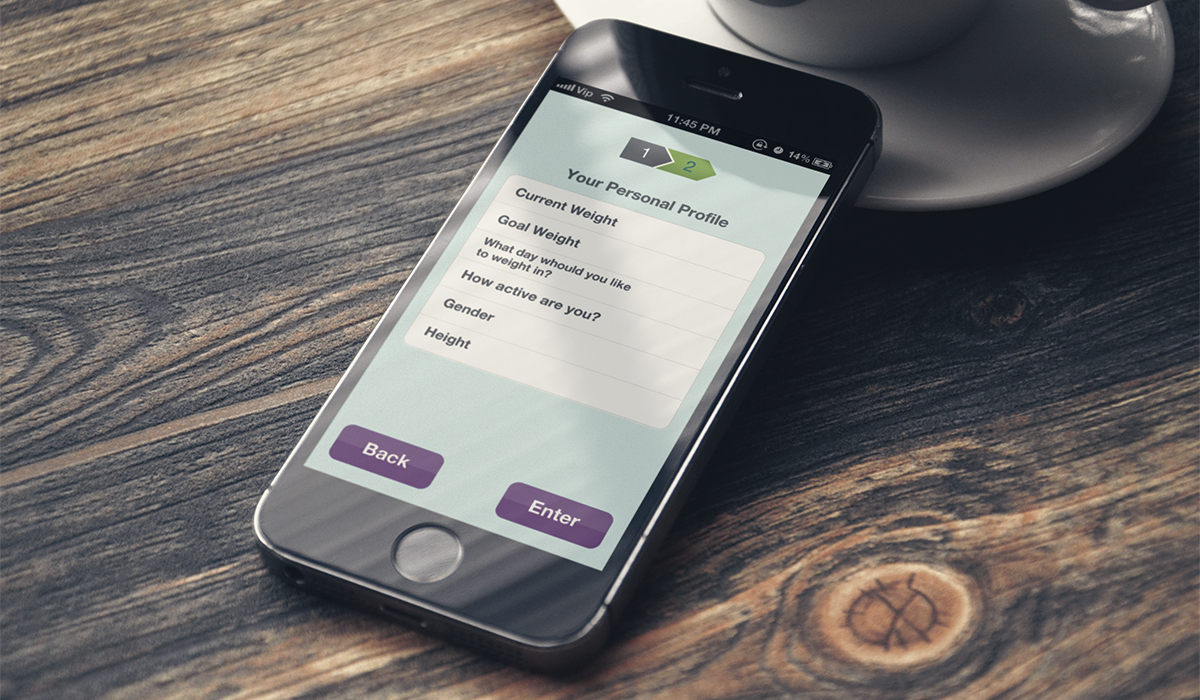 Vip
11:45 PM
14%
1
2
Your Personal Profile
Current Weight
Goal Weight
What day whould you like
to weight in?
How active are you?
Gender
Height
Back
Enter